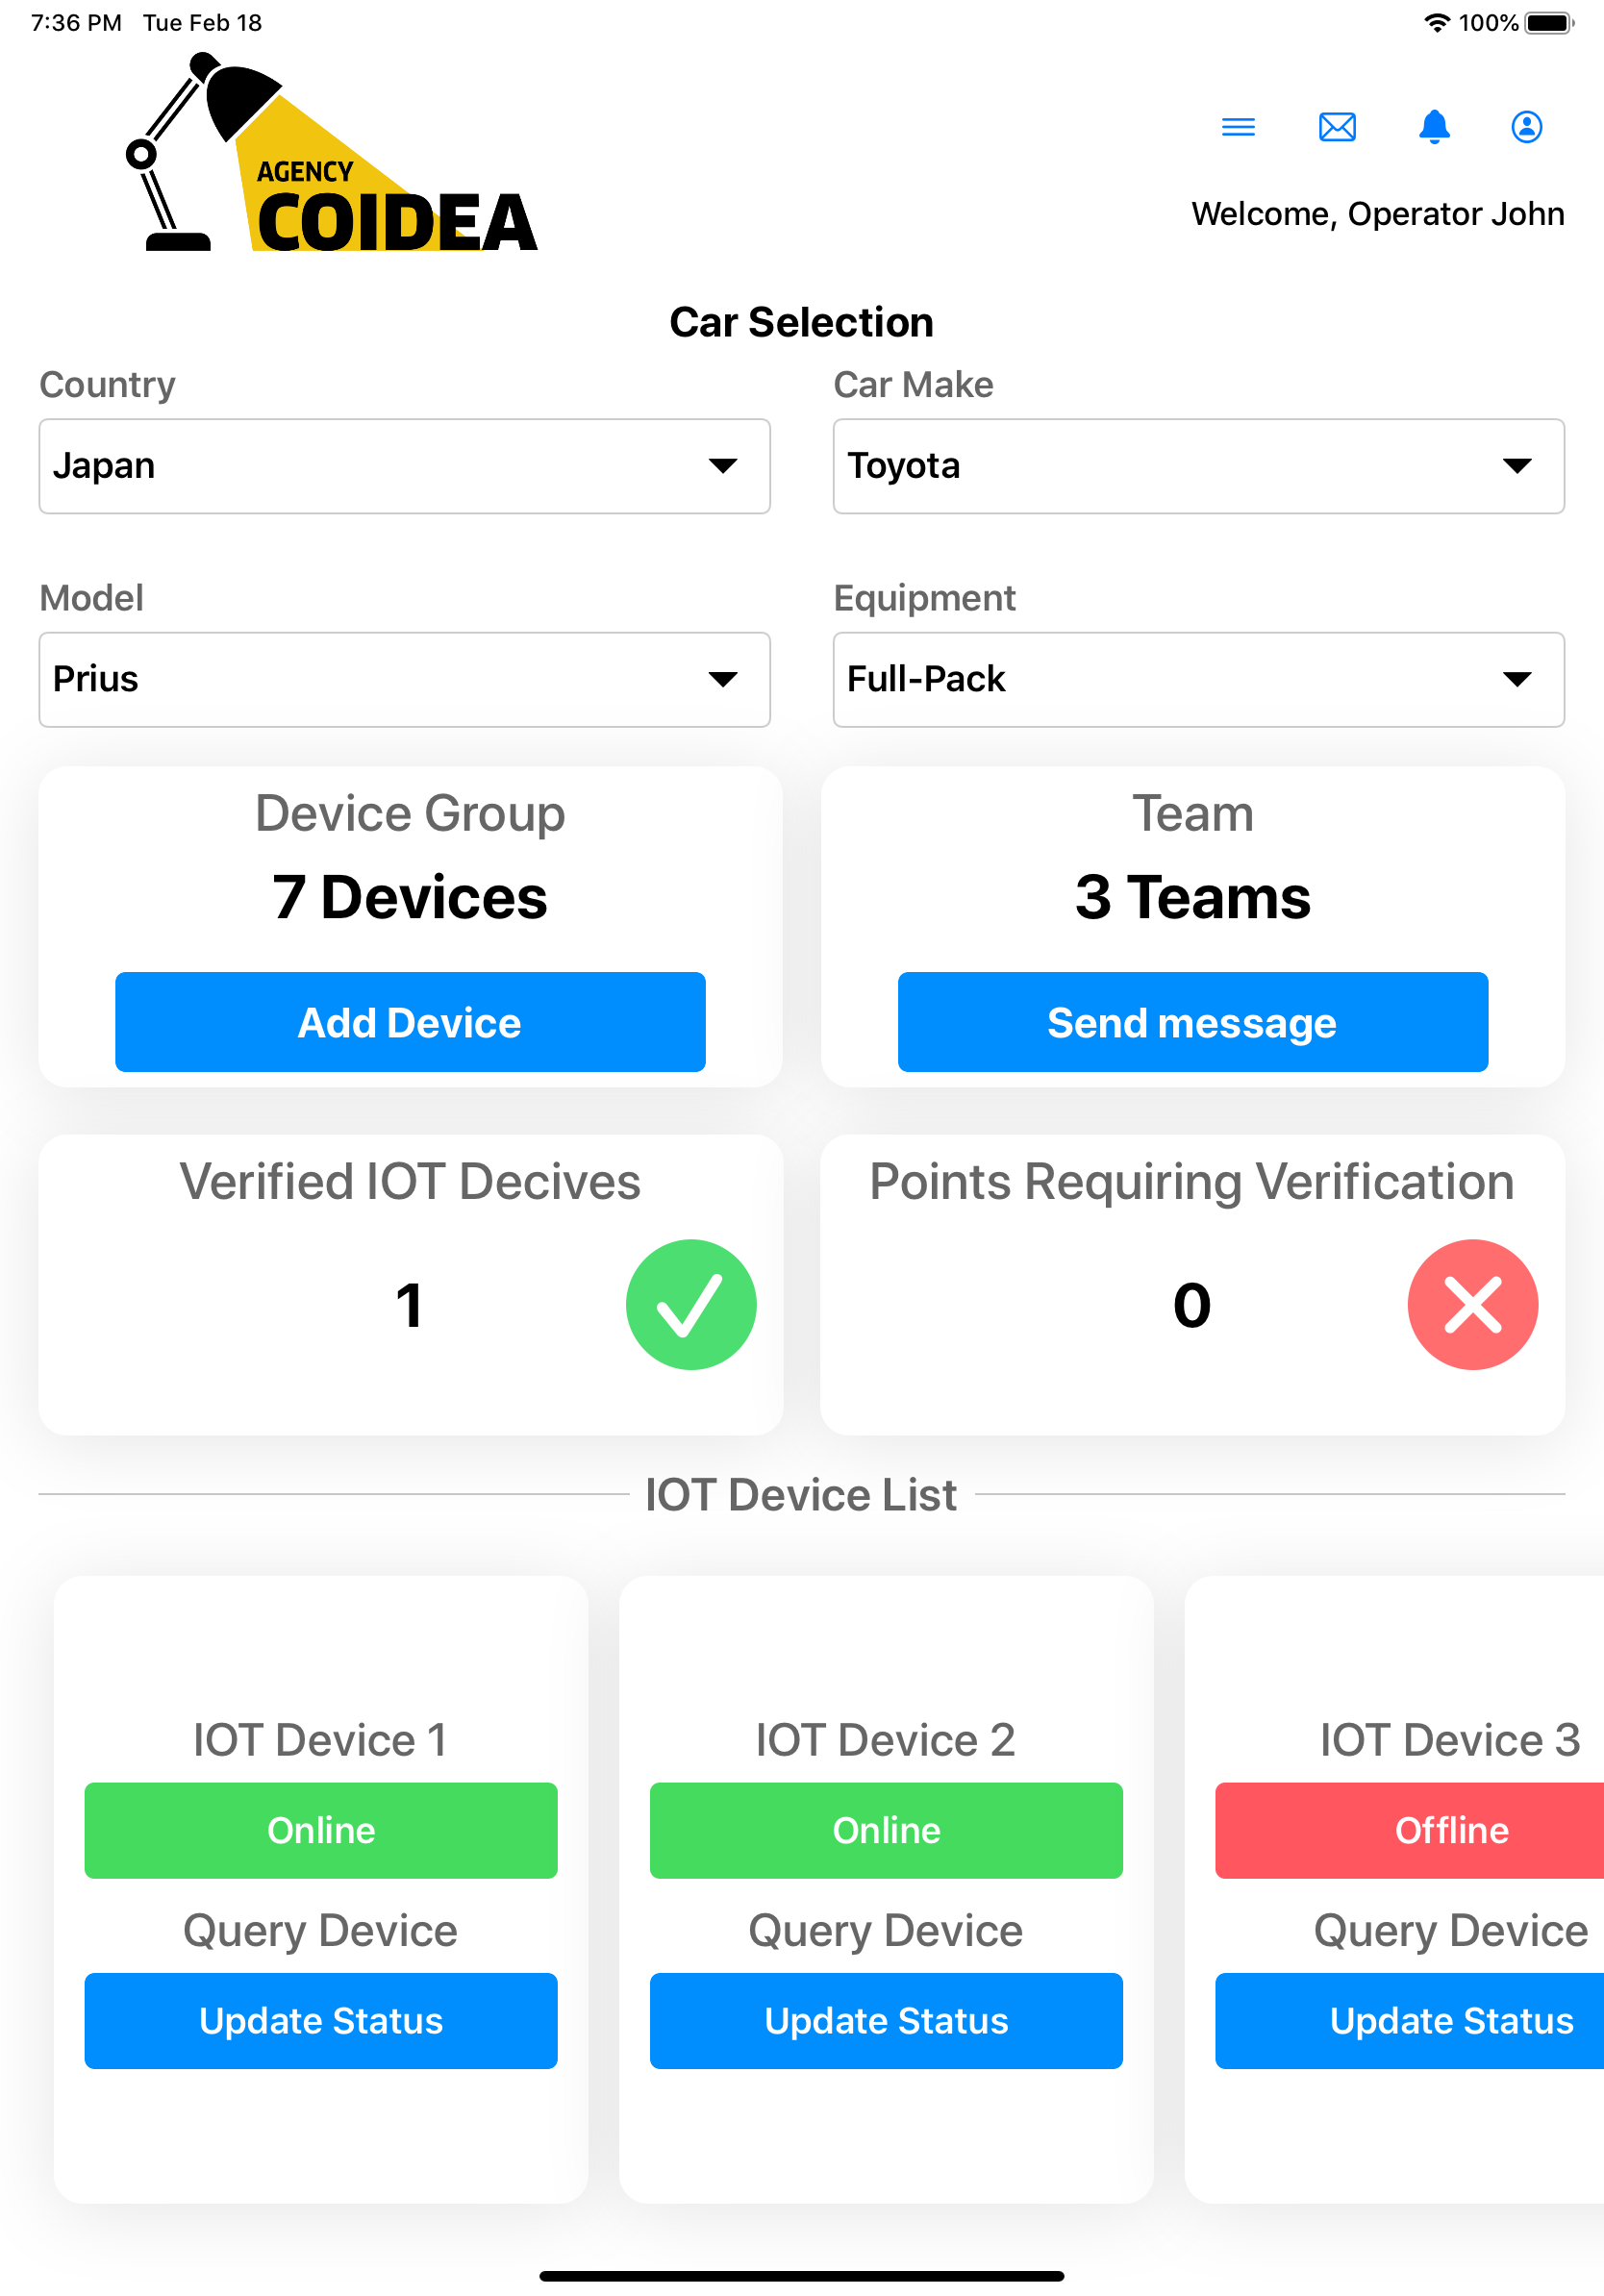 7:36 PM Tue Feb 18 100%
AGENCY
COIDEA
Welcome, Operator John
Car Selection
Country Car Make
Japan Toyota
Model Equipment
Prius Full-Pack
Device Group Team
7 Devices 3 Teams
Add Device Send message
Verified IOT Decives Points Requiring Verification
1 0
IOT Device List
IOT Device 1 IOT Device 2 IOT Device 3
Online Online Offline
Query Device Query Device Query Device
Update Status Update Status Update Status